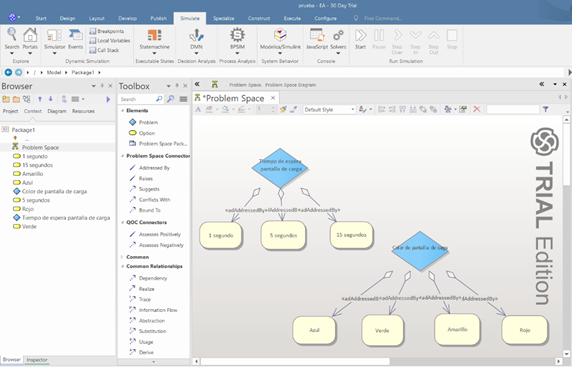 prueba - EA - 30 Day Trial
Start Design Layout Develop Publish Simulate Specialize Construct Execute Configure Find Command...
Search Portals Simulator Events Breakpoints Local Variables Call Stack Statemachine DMN BPSIM Modelica/Simulink JavaScript Solvers Start Pause Step Over Step In Step Out Stop
Explore Dynamic Simulation Executable States Decision Analysis Process Analysis System Behavior Console Run Simulation
/ Model Package1
Browser
Project Context Diagram Resources
Package1
..
Problem Space
1 segundo
15 segundos
Amarillo
Azul
Color de pantalla de carga
5 segundos
Rojo
Tiempo de espera pantalla de carga
Verde
Browser Inspector
Toolbox
Search
Elements
Problem
Option
Problem Space Pack...
Problem Space Connectors
Addressed By
Raises
Suggests
Conflicts With
Bound To
QOC Connectors
Assesses Positively
Assesses Negatively
Common
Common Relationships
Dependency
Realize
Trace
Information Flow
Abstraction
Substitution
Usage
Derive
Problem Space. Problem Space Diagram
*Problem Space
Default Style
Tiempo de espera
pantalla de carga
1 segundo 5 segundos 15 segundos
Color de pantalla de carga
Azul Verde Amarillo Rojo
TRIAL Edition